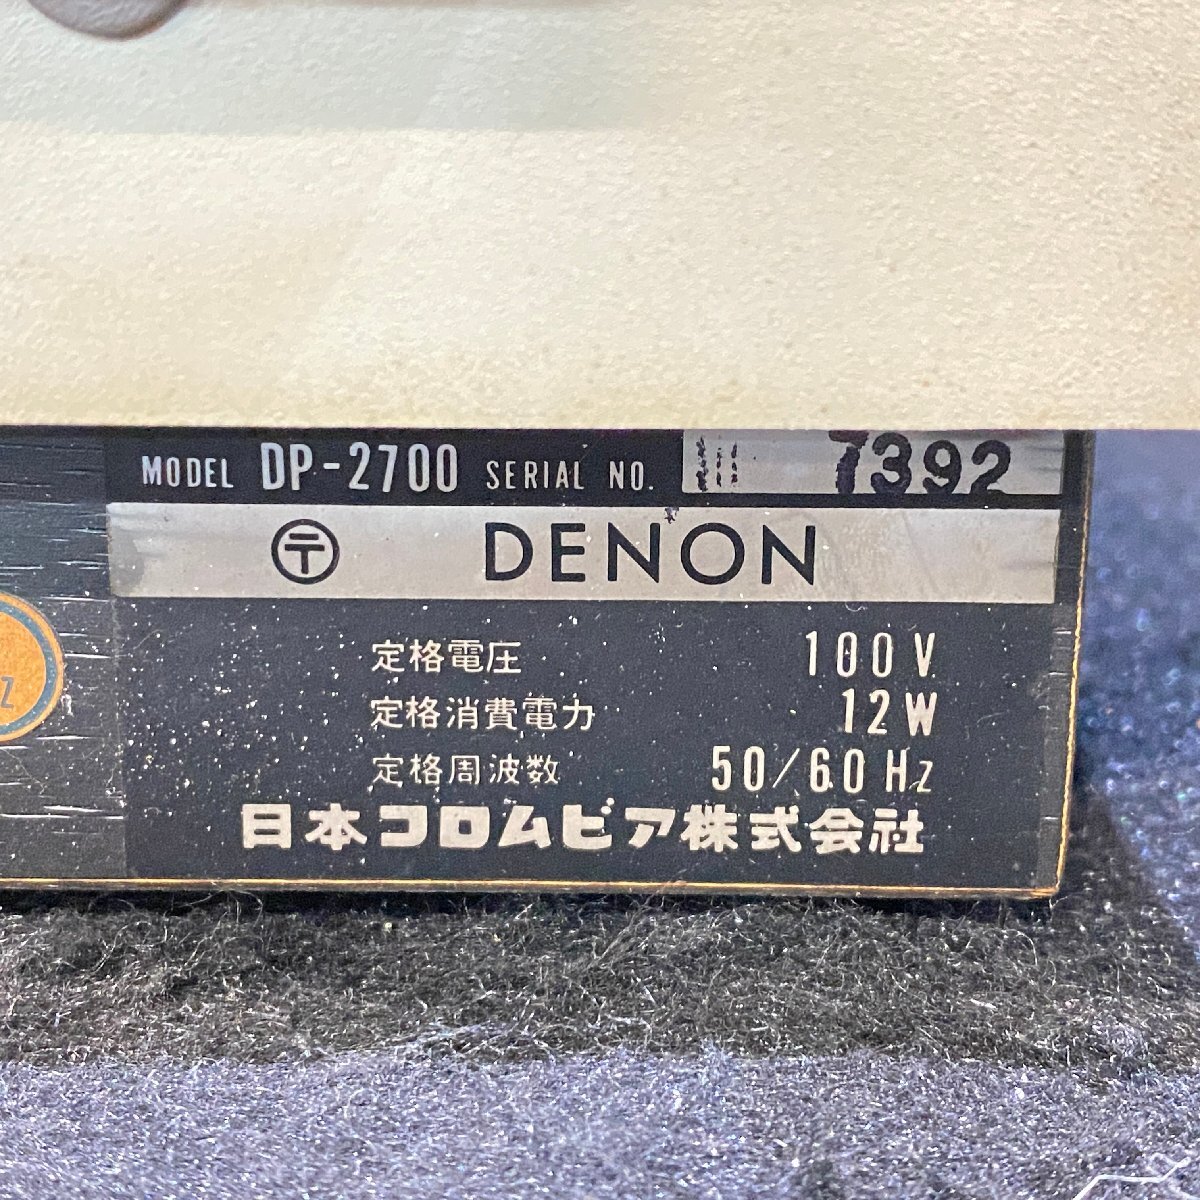 MODEL DP-2700 SERIAL NO. 7392
〒 DENON
定格電圧 100V
定格消費電力 12W
定格周波数 50/60Hz
日本コロムビア株式会社